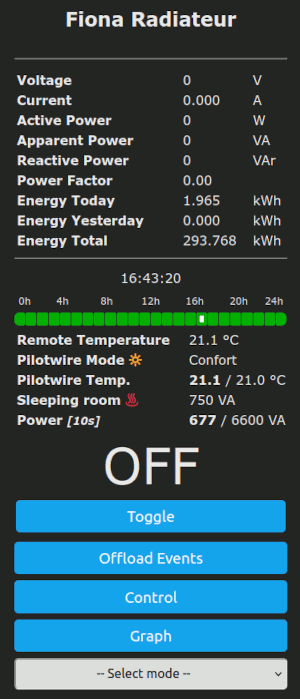 Fiona Radiateur
Voltage 0 V
Current 0.000 A
Active Power 0 W
Apparent Power 0 VA
Reactive Power 0 VAr
Power Factor 0.00
Energy Today 1.965 kWh
Energy Yesterday 0.000 kWh
Energy Total 293.768 kWh
16:43:20
0h 4h 8h 12h 16h 20h 24h
Remote Temperature 21.1 °C
Pilotwire Mode 🔆 Confort
Pilotwire Temp. 21.1 / 21.0 °C
Sleeping room ♨ 750 VA
Power [10s] 677 / 6600 VA
OFF
Toggle
Offload Events
Control
Graph
-- Select mode --